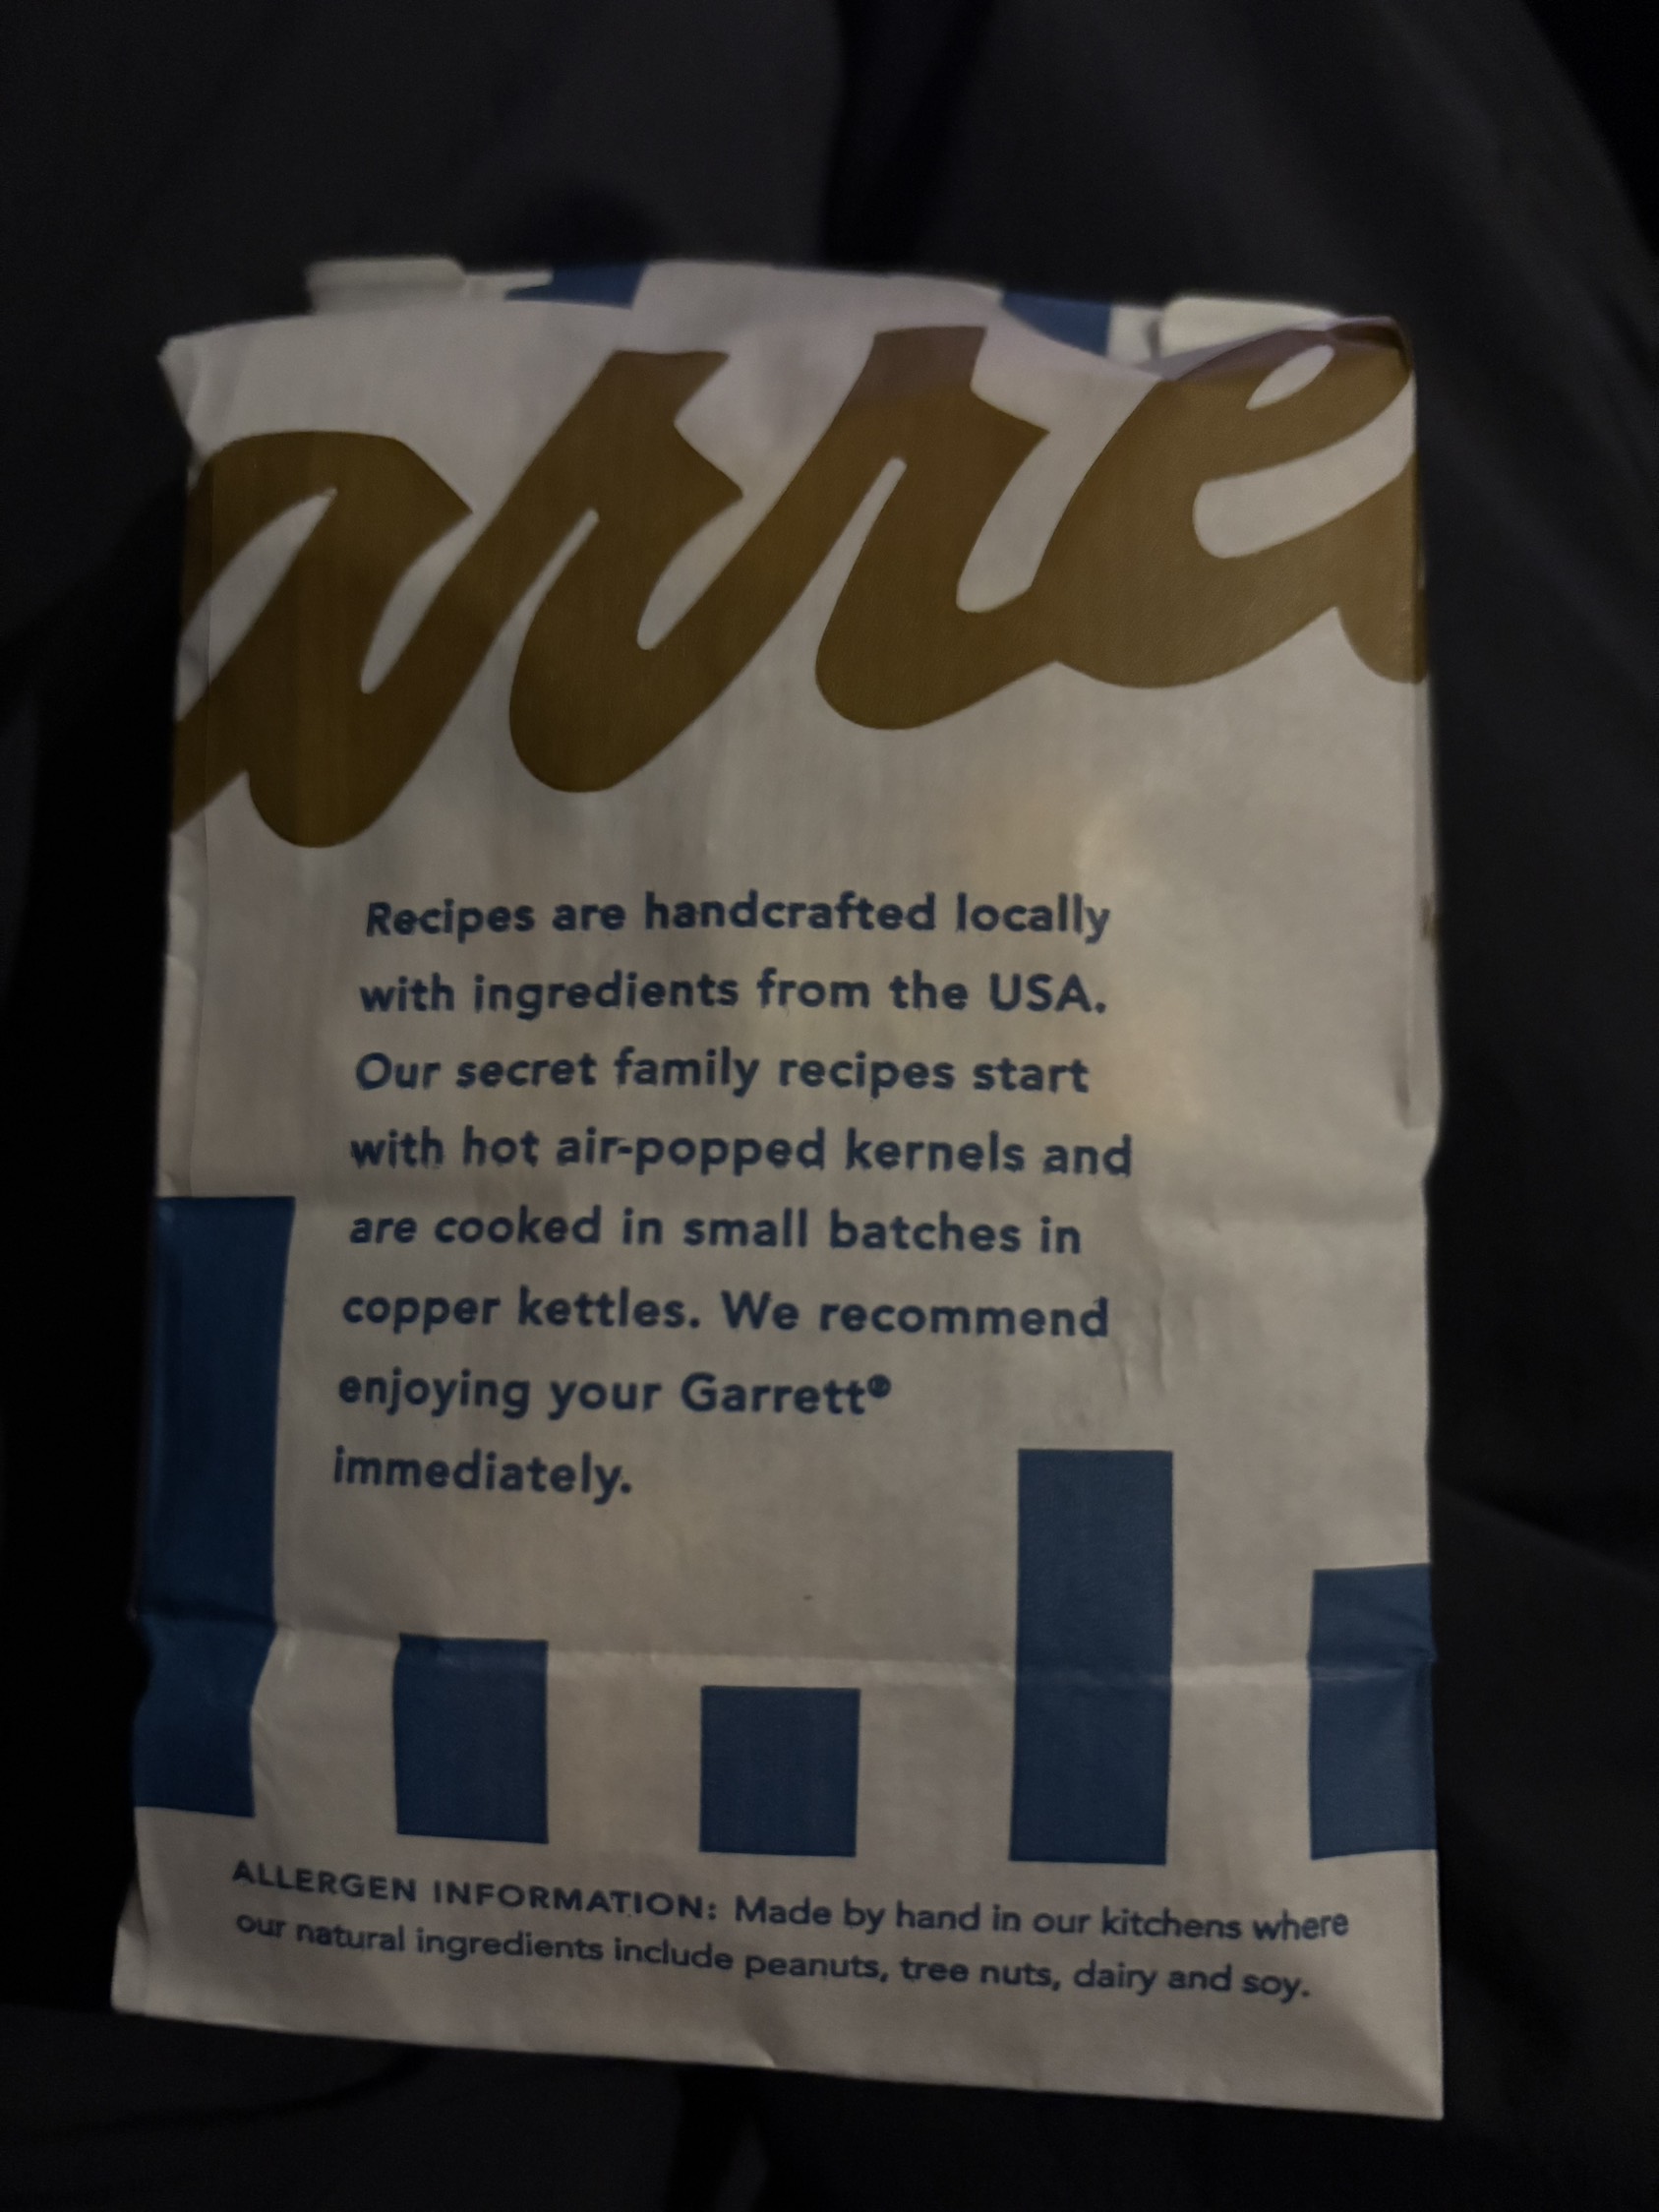 arre
Recipes are handcrafted locally
with ingredients from the USA.
Our secret family recipes start
with hot air-popped kernels and
are cooked in small batches in
copper kettles. We recommend
enjoying your Garrett®
immediately.
ALLERGEN INFORMATION: Made by hand in our kitchens where
our natural ingredients include peanuts, tree nuts, dairy and soy.